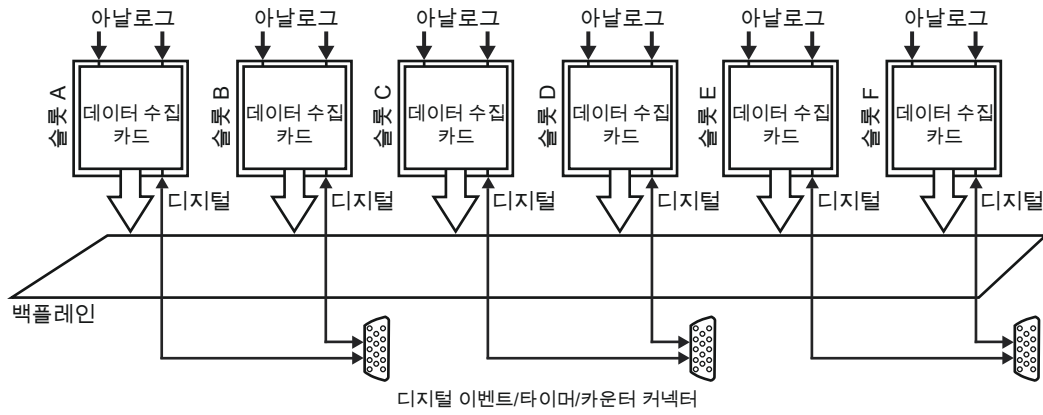 아날로그 아날로그 아날로그 아날로그 아날로그 아날로그
슬롯 A
데이터 수집
카드
슬롯 B
데이터 수집
카드
슬롯 C
데이터 수집
카드
슬롯 D
데이터 수집
카드
슬롯 E
데이터 수집
카드
슬롯 F
데이터 수집
카드
디지털 디지털 디지털 디지털 디지털 디지털
백플레인
디지털 이벤트/타이머/카운터 커넥터